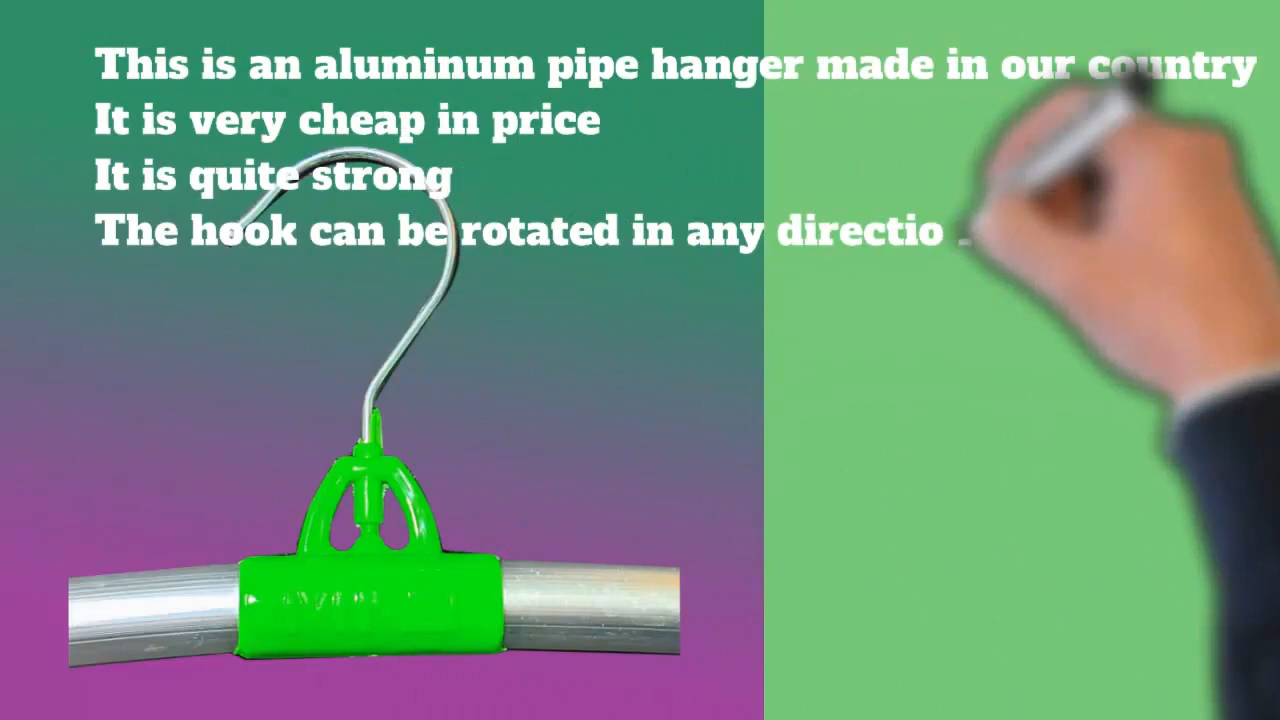 This is an aluminum pipe hanger made in our country
It is very cheap in price
It is quite strong
The hook can be rotated in any directio